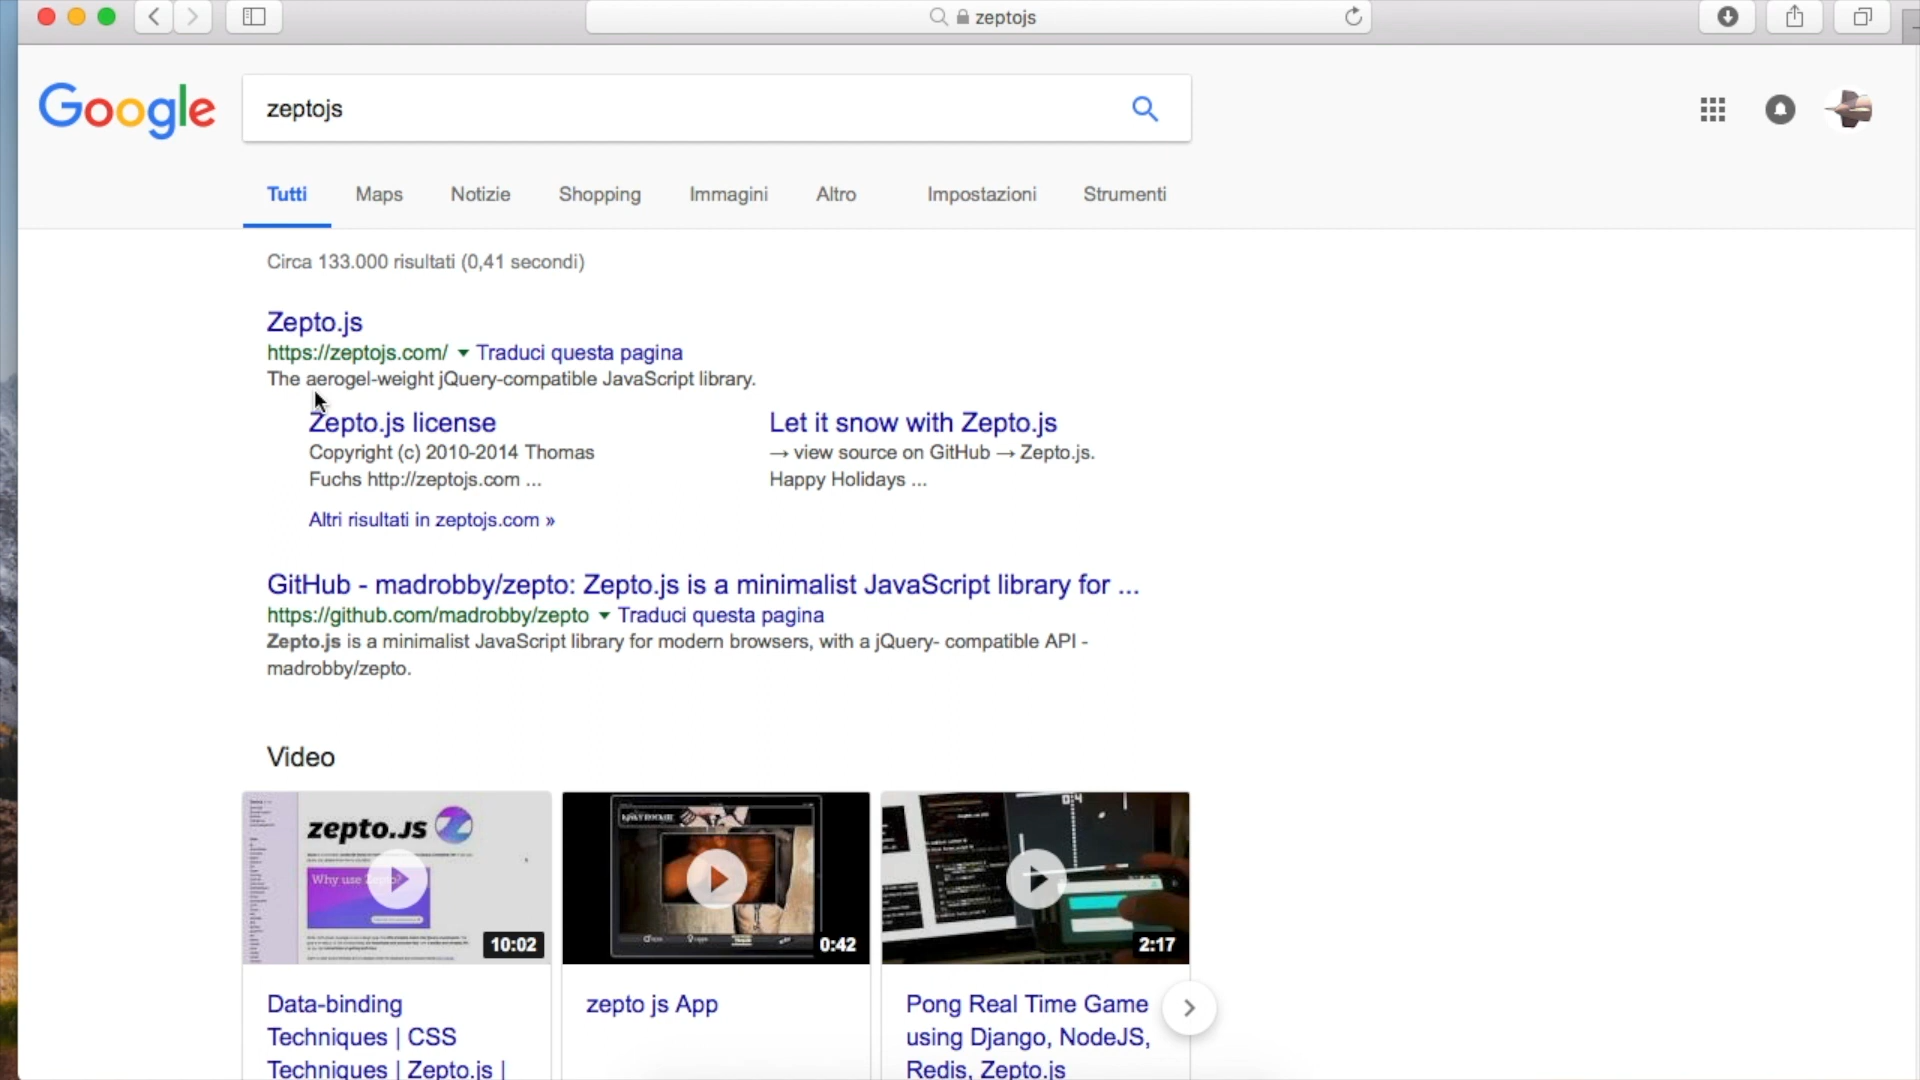 zeptojs
Google
zeptojs
Tutti Maps Notizie Shopping Immagini Altro Impostazioni Strumenti
Circa 133.000 risultati (0,41 secondi)
Zepto.js
https://zeptojs.com/ Traduci questa pagina
The aerogel-weight jQuery-compatible JavaScript library.
Zepto.js license
Copyright (c) 2010-2014 Thomas
Fuchs http://zeptojs.com ...
Let it snow with Zepto.js
→ view source on GitHub → Zepto.js.
Happy Holidays ...
Altri risultati in zeptojs.com »
GitHub - madrobby/zepto: Zepto.js is a minimalist JavaScript library for ...
https://github.com/madrobby/zepto Traduci questa pagina
Zepto.js is a minimalist JavaScript library for modern browsers, with a jQuery- compatible API -
madrobby/zepto.
Video
zepto.js
Why use Zepto?
10:02
0:42
0:4
2:17
Data-binding
Techniques | CSS
Techniques | Zepto.js |
zepto js App
Pong Real Time Game
using Django, NodeJS,
Redis, Zepto.js